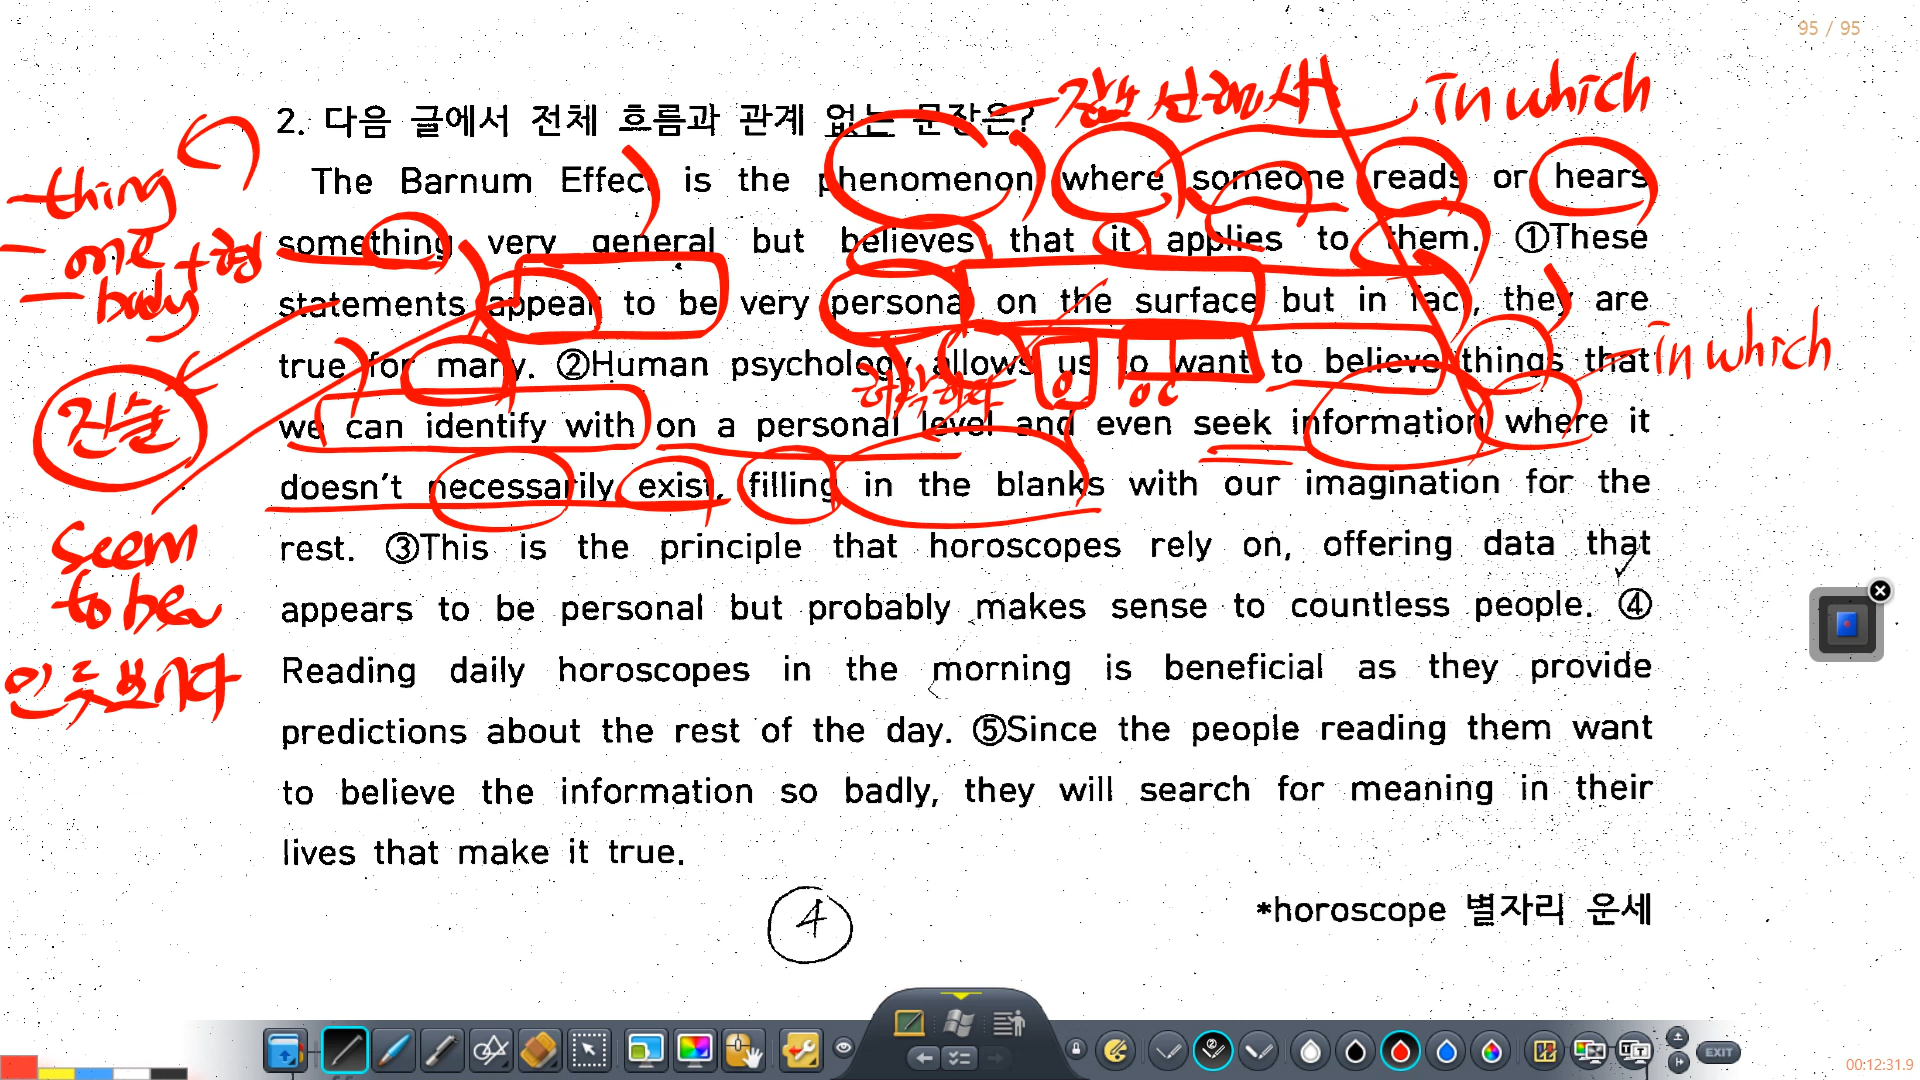 95 / 95
2. 다음 글에서 전체 흐름과 관계 없는 문장은?
in which
The Barnum Effect is the phenomenon where someone reads or hears
-thing
something very general but believes that it applies to them. ①These
- one
- body +형
statements appear to be very personal on the surface but in fact, they are
true for many. ②Human psychology allows us to want to believe things that
in which
허락하다
O
OC
진술
we can identify with on a personal level and even seek information where it
doesn't necessary exist, filling in the blanks with our imagination for the
seem
to be
rest. ③This is the principle that horoscopes rely on, offering data that
appears to be personal but probably makes sense to countless people. ④
인듯 보이다
Reading daily horoscopes in the morning is beneficial as they provide
predictions about the rest of the day. ⑤Since the people reading them want
to believe the information so badly, they will search for meaning in their
lives that make it true.
4
*horoscope 별자리 운세
EXIT
00:12:31.9